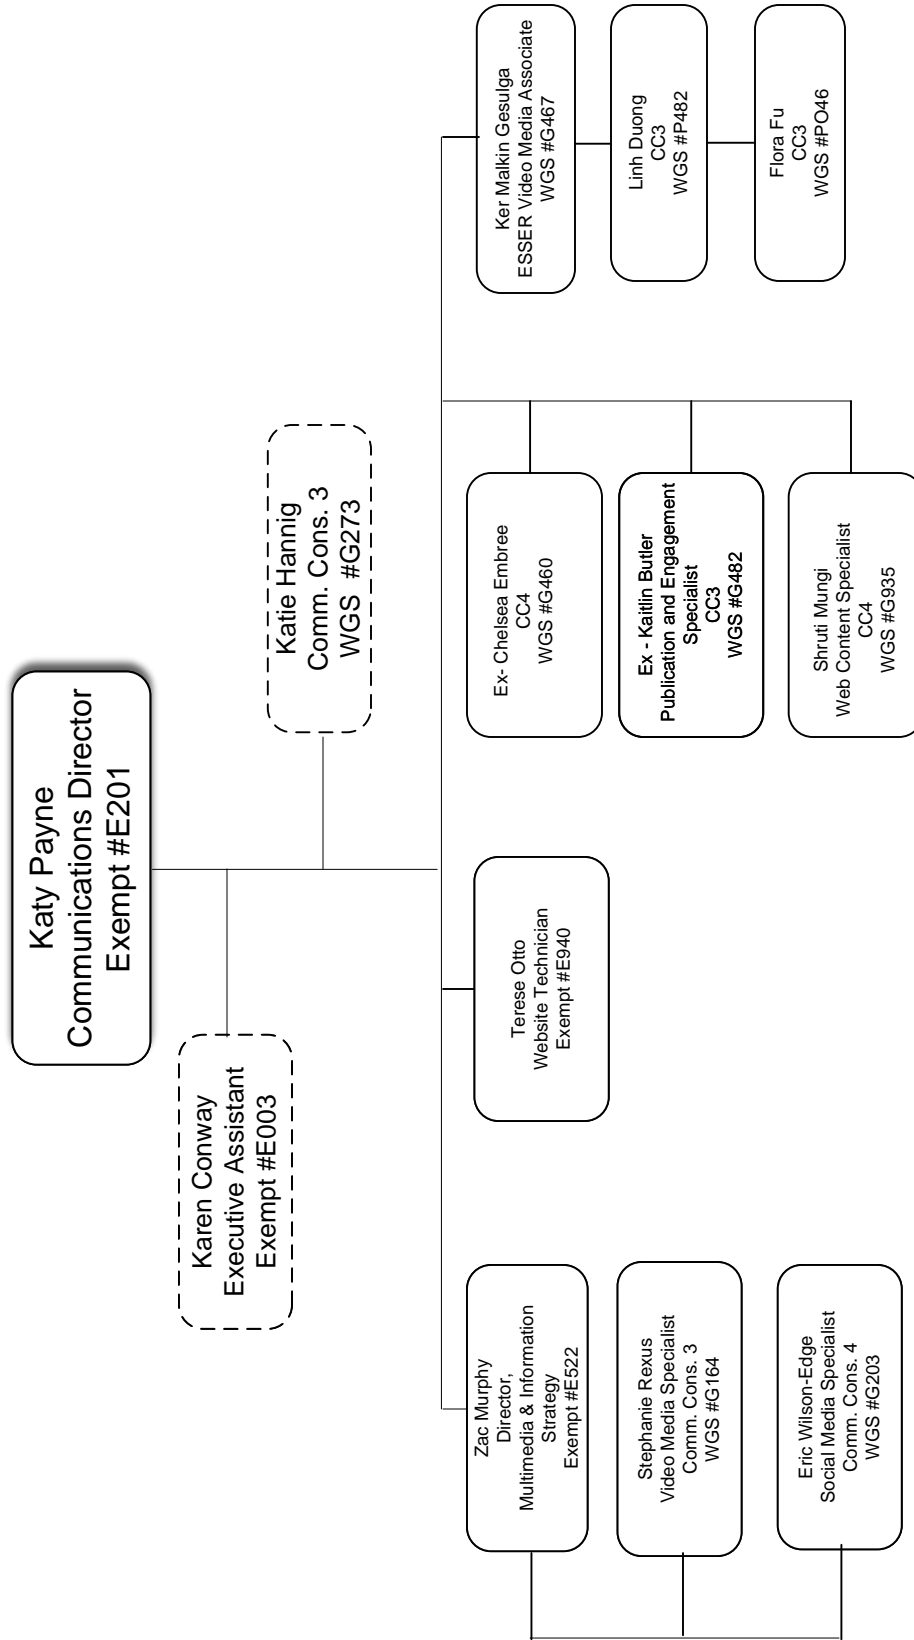 Katy Payne
Communications Director
Exempt #E201
Karen Conway
Executive Assistant
Exempt #E003
Katie Hannig
Comm. Cons. 3
WGS #G273
Zac Murphy
Director,
Multimedia & Information
Strategy
Exempt #E522
Stephanie Rexus
Video Media Specialist
Comm. Cons. 3
WGS #G164
Eric Wilson-Edge
Social Media Specialist
Comm. Cons. 4
WGS #G203
Terese Otto
Website Technician
Exempt #E940
Ex- Chelsea Embree
CC4
WGS #G460
Ex - Kaitlin Butler
Publication and Engagement
Specialist
CC3
WGS #G482
Shruti Mungi
Web Content Specialist
CC4
WGS #G935
Ker Malkin Gesulga
ESSER Video Media Associate
WGS #G467
Linh Duong
CC3
WGS #P482
Flora Fu
CC3
WGS #PO46